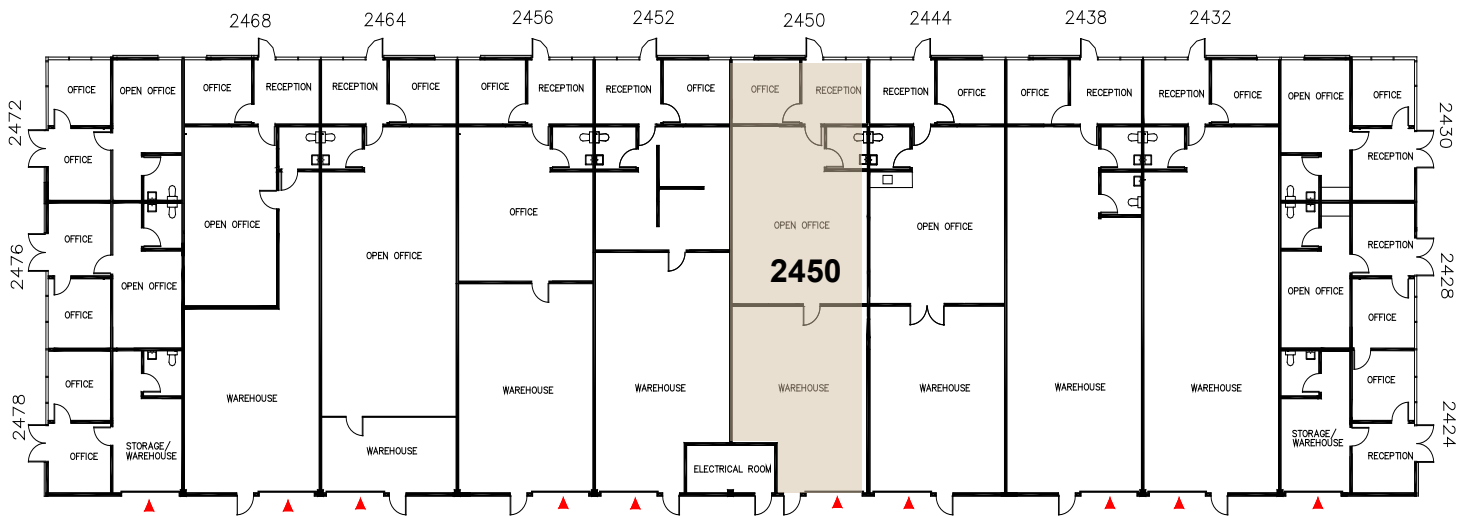 2468
2464
2456
2452
2450
2444
2438
2432
OFFICE
OPEN OFFICE
OFFICE
RECEPTION
RECEPTION
OFFICE
OFFICE
RECEPTION
RECEPTION
OFFICE
OFFICE
RECEPTION
RECEPTION
OFFICE
OFFICE
RECEPTION
RECEPTION
OFFICE
OPEN OFFICE
OFFICE
2472
OFFICE
RECEPTION
2430
OFFICE
OPEN OFFICE
OPEN OFFICE
OFFICE
OPEN OFFICE
OPEN OFFICE
RECEPTION
2476
OPEN OFFICE
2450
2428
OPEN OFFICE
OPEN OFFICE
OFFICE
OFFICE
OFFICE
WAREHOUSE
WAREHOUSE
WAREHOUSE
WAREHOUSE
WAREHOUSE
WAREHOUSE
WAREHOUSE
OFFICE
2478
2424
STORAGE/
WAREHOUSE
OFFICE
WAREHOUSE
ELECTRICAL ROOM
STORAGE/
WAREHOUSE
RECEPTION